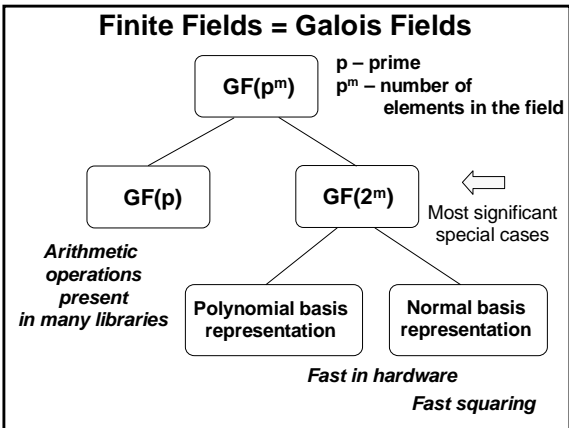 Finite Fields = Galois Fields
GF(pᵐ)
p – prime
pᵐ – number of
elements in the field
GF(p)
GF(2ᵐ)
Most significant
special cases
Arithmetic
operations
present
in many libraries
Polynomial basis
representation
Normal basis
representation
Fast in hardware
Fast squaring